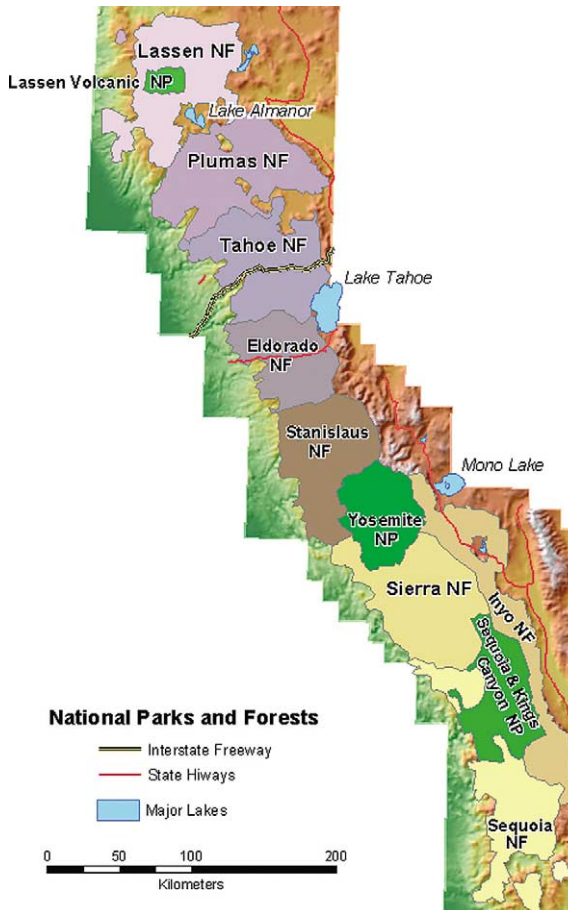 Lassen NF
Lassen Volcanic NP
Lake Almanor
Plumas NF
Tahoe NF
Lake Tahoe
Eldorado
NF
Stanislaus
NF
Mono Lake
Yosemite
NP
Sierra NF
Inyo NF
Sequoia & Kings
Canyon NP
National Parks and Forests
Interstate Freeway
State Hiways
Major Lakes
Sequoia
NF
0 50 100 200
Kilometers